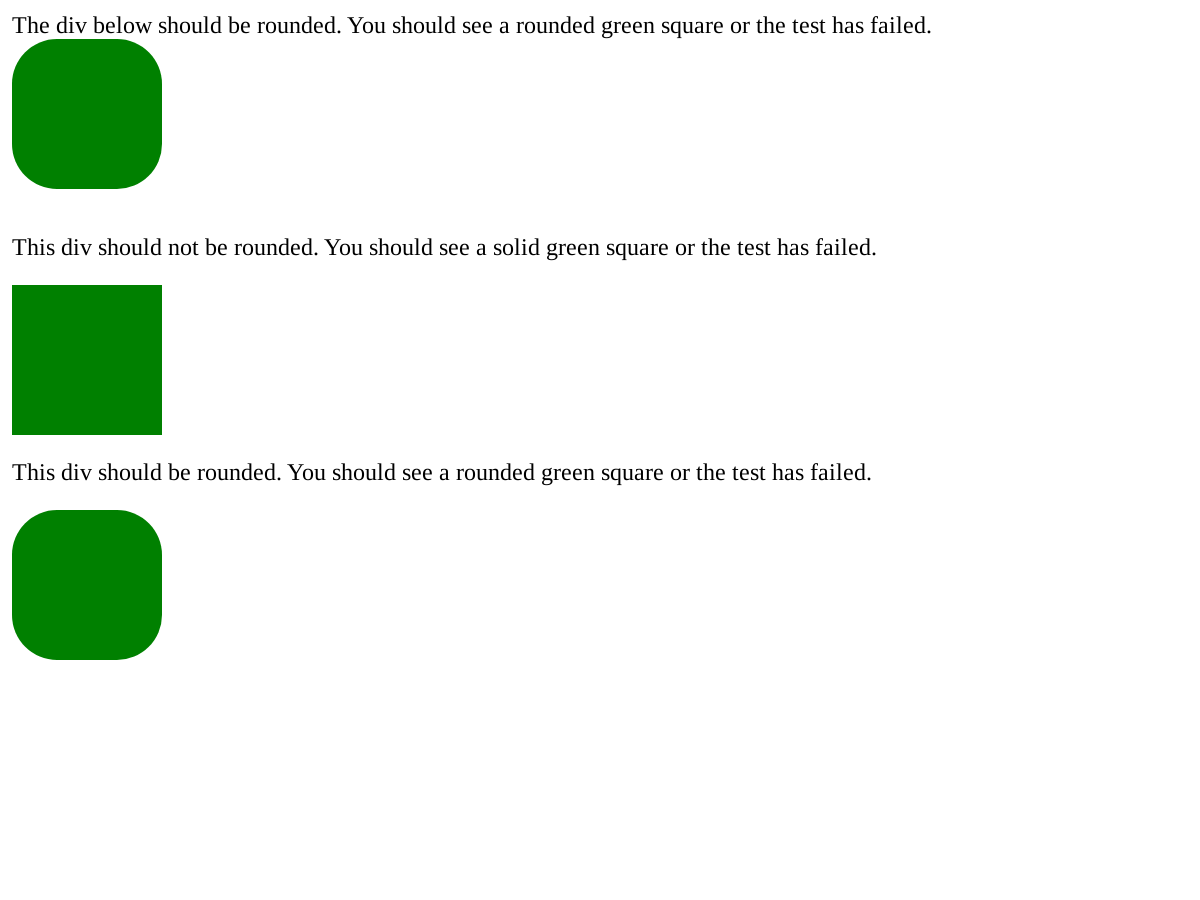 The div below should be rounded. You should see a rounded green square or the test has failed.
This div should not be rounded. You should see a solid green square or the test has failed.
This div should be rounded. You should see a rounded green square or the test has failed.